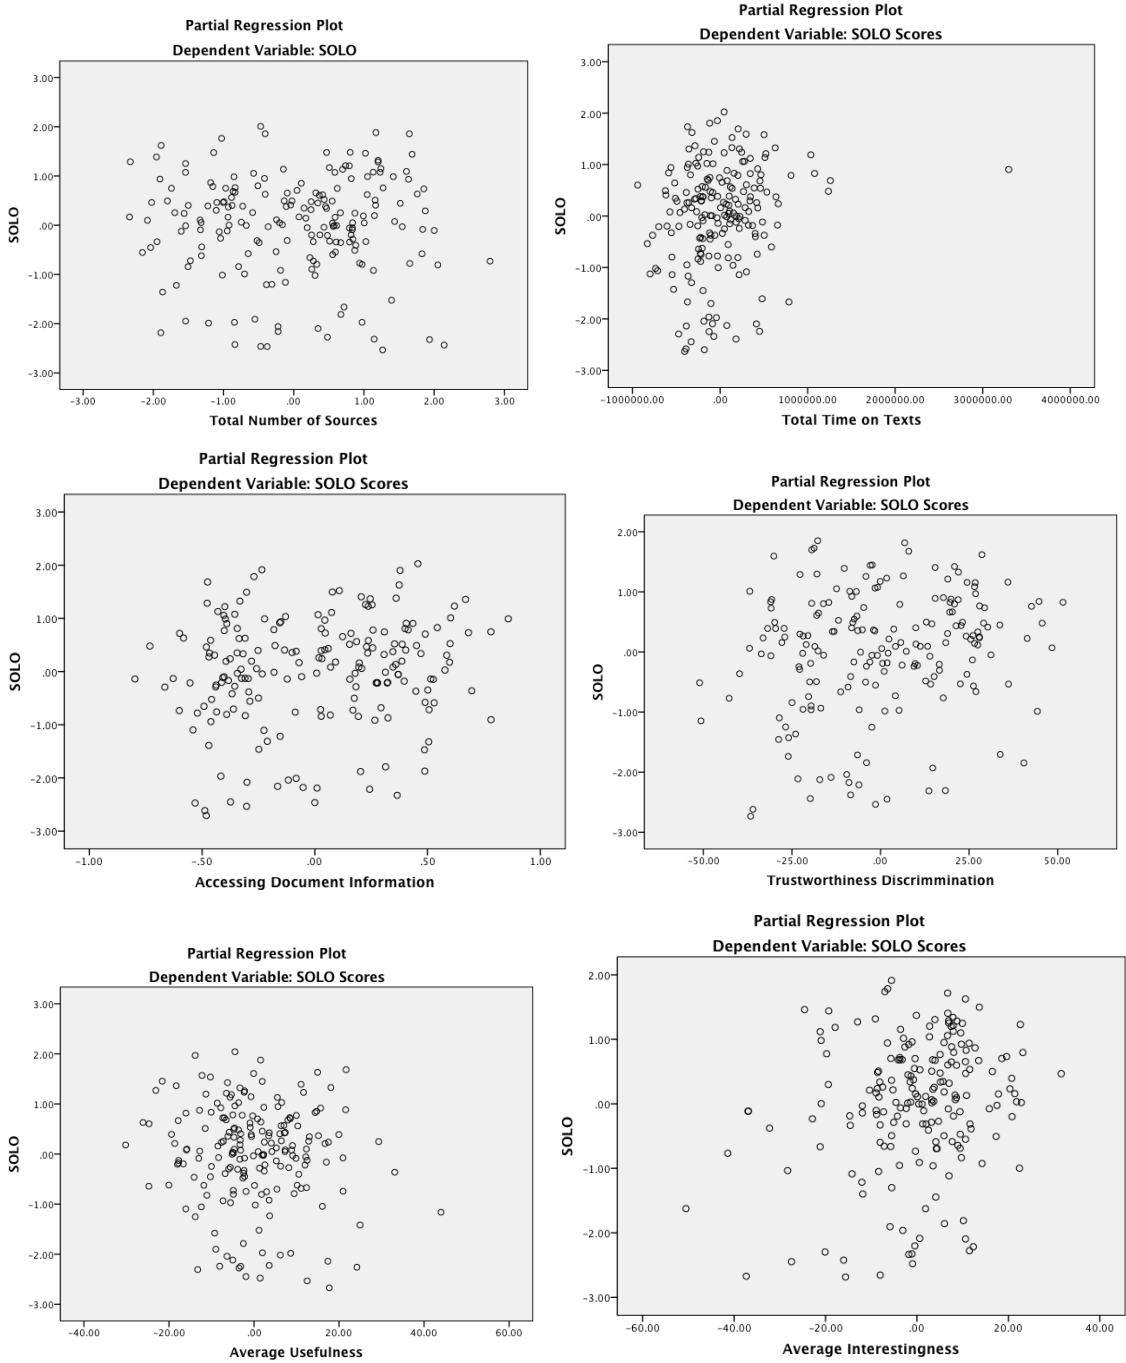 Partial Regression Plot
Dependent Variable: SOLO
SOLO
3.00
2.00
1.00
.00
-1.00
-2.00
-3.00
-3.00 -2.00 -1.00 .00 1.00 2.00 3.00
Total Number of Sources
Partial Regression Plot
Dependent Variable: SOLO Scores
SOLO
3.00
2.00
1.00
.00
-1.00
-2.00
-3.00
-1000000.00 .00 1000000.00 2000000.00 3000000.00 4000000.00
Total Time on Texts
Partial Regression Plot
Dependent Variable: SOLO Scores
SOLO
3.00
2.00
1.00
.00
-1.00
-2.00
-3.00
-1.00 -.50 .00 .50 1.00
Accessing Document Information
Partial Regression Plot
Dependent Variable: SOLO Scores
SOLO
2.00
1.00
.00
-1.00
-2.00
-3.00
-50.00 -25.00 .00 25.00 50.00
Trustworthiness Discrimmination
Partial Regression Plot
Dependent Variable: SOLO Scores
SOLO
3.00
2.00
1.00
.00
-1.00
-2.00
-3.00
-40.00 -20.00 .00 20.00 40.00 60.00
Average Usefulness
Partial Regression Plot
Dependent Variable: SOLO Scores
SOLO
2.00
1.00
.00
-1.00
-2.00
-3.00
-60.00 -40.00 -20.00 .00 20.00 40.00
Average Interestingness